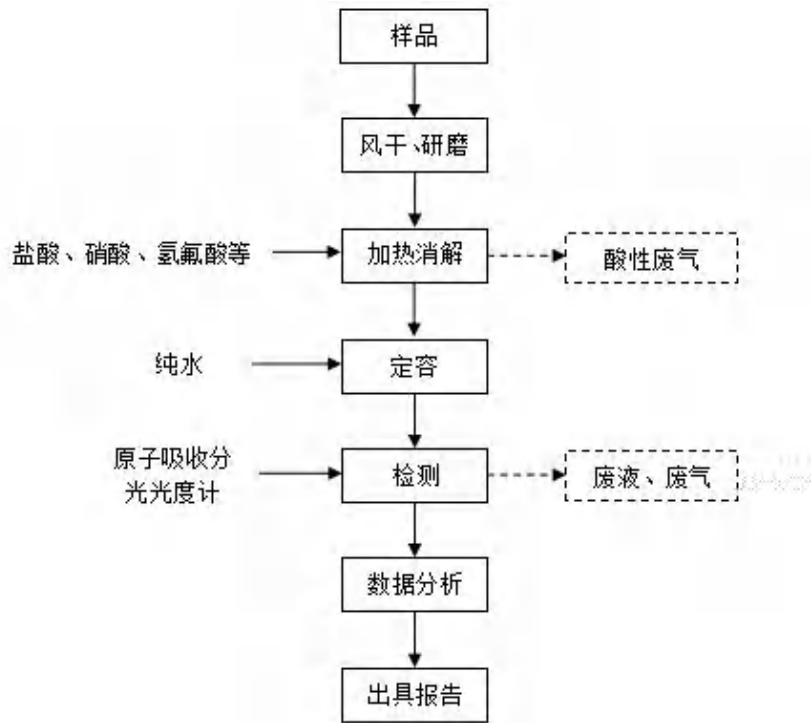 样品
风干、研磨
盐酸、硝酸、氢氟酸等
加热消解
酸性废气
纯水
定容
原子吸收分
光光度计
检测
废液、废气
数据分析
出具报告